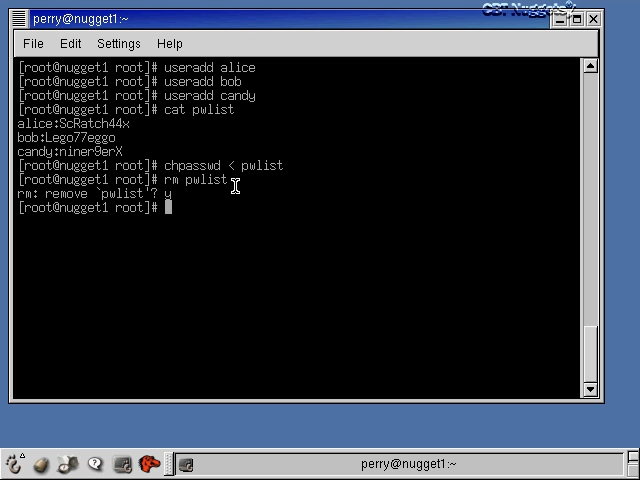 CBT Nuggets
perry@nugget1:~
File Edit Settings Help
[root@nugget1 root]# useradd alice
[root@nugget1 root]# useradd bob
[root@nugget1 root]# useradd candy
[root@nugget1 root]# cat pwlist
alice:ScRatch44x
bob:Lego77eggo
candy:niner9erX
[root@nugget1 root]# chpasswd < pwlist
[root@nugget1 root]# rm pwlist
rm: remove `pwlist'? y
[root@nugget1 root]#
perry@nugget1:~